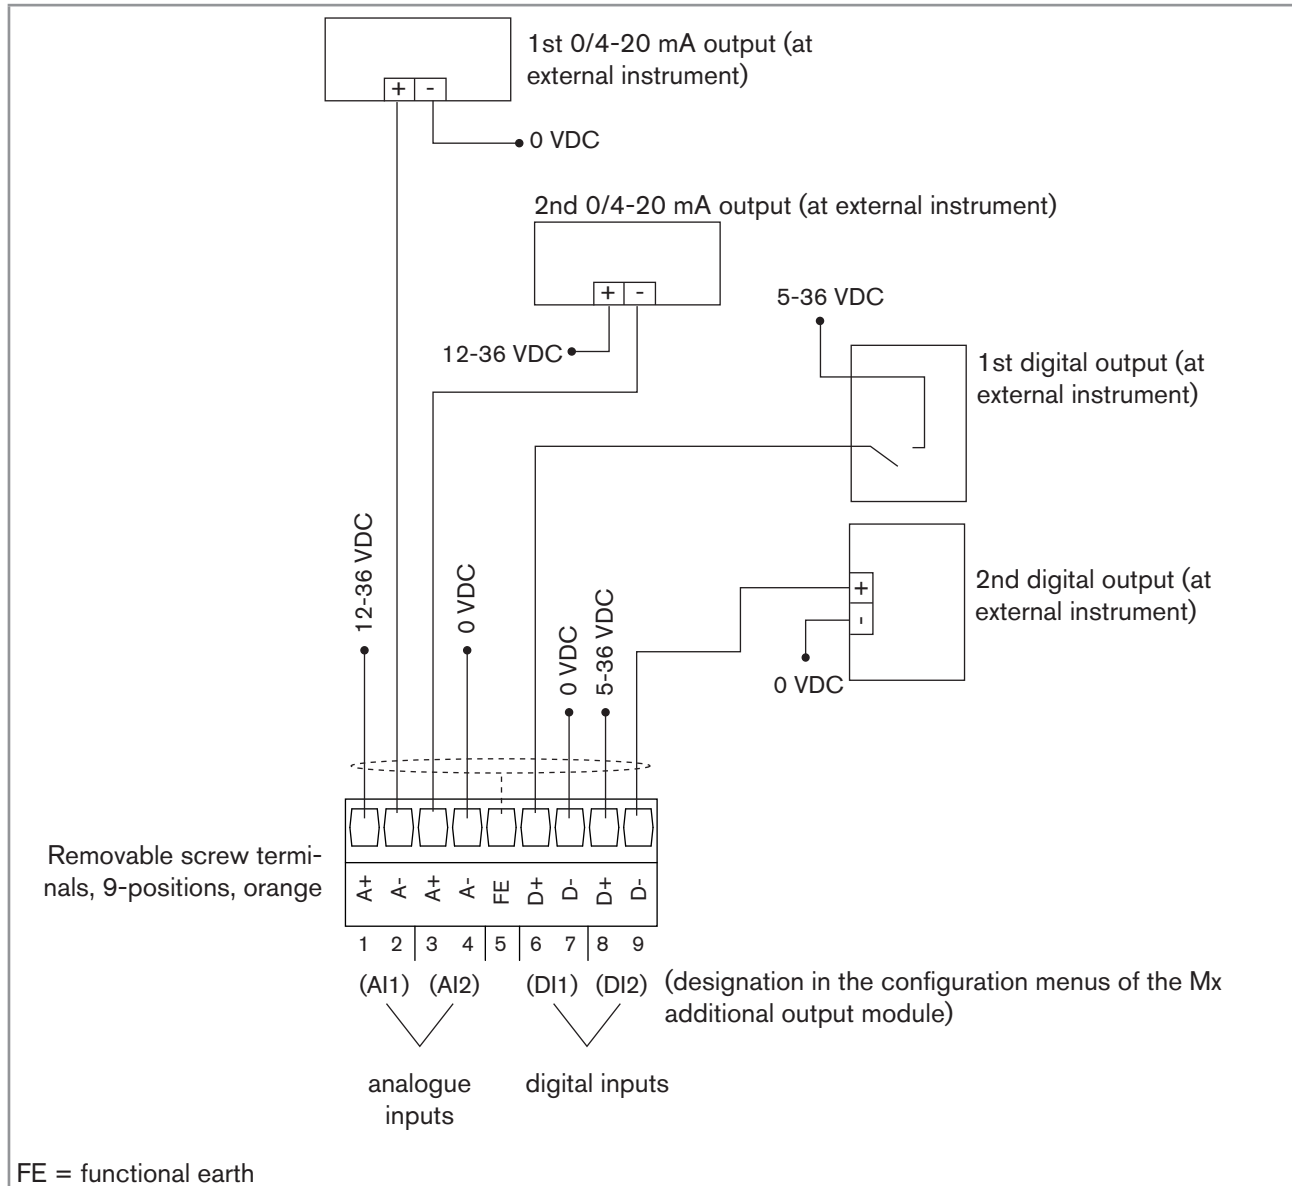 1st 0/4-20 mA output (at
external instrument)
+ -
0 VDC
2nd 0/4-20 mA output (at external instrument)
+ -
12-36 VDC
5-36 VDC
1st digital output (at
external instrument)
2nd digital output (at
external instrument)
+
-
0 VDC
12-36 VDC
0 VDC
0 VDC
5-36 VDC
Removable screw termi-
nals, 9-positions, orange
A+ A- A+ A- FE D+ D- D+ D-
1 2 3 4 5 6 7 8 9
(AI1) (AI2) (DI1) (DI2) (designation in the configuration menus of the Mx
additional output module)
analogue
inputs
digital inputs
FE = functional earth